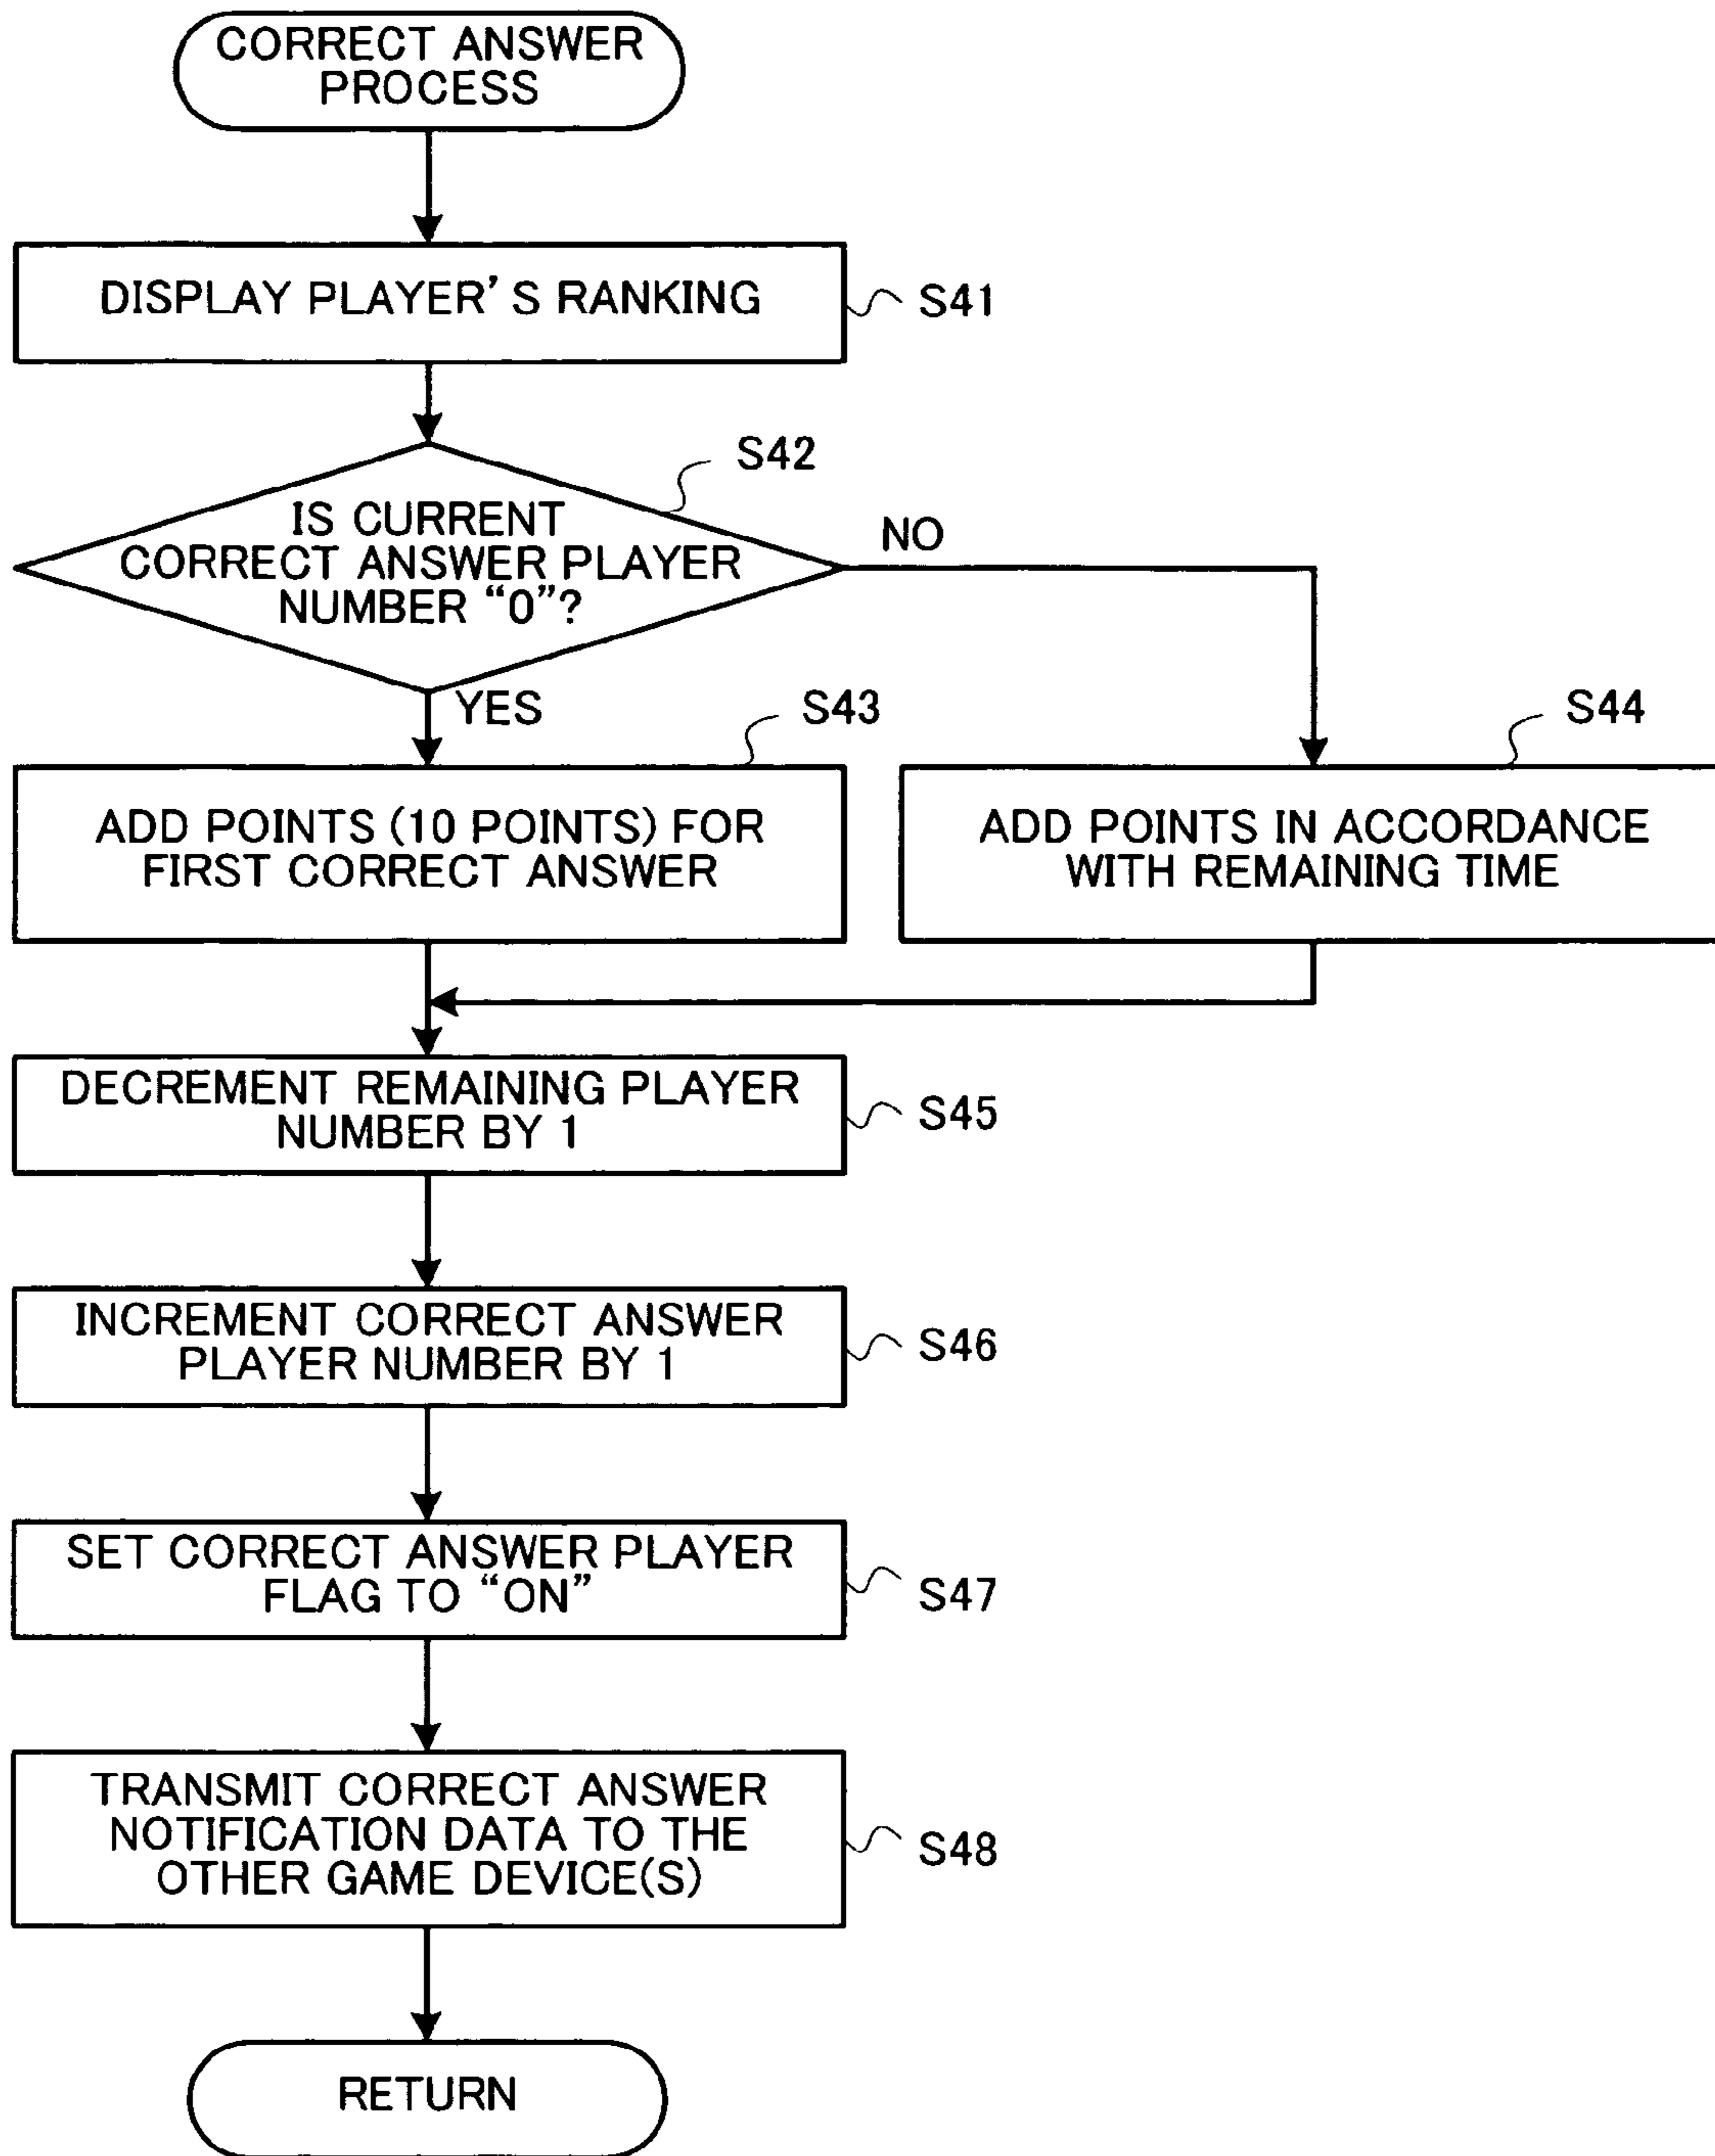 CORRECT ANSWER
PROCESS
DISPLAY PLAYER'S RANKING
S41
S42
IS CURRENT
CORRECT ANSWER PLAYER
NUMBER “0”?
NO
YES
S43
S44
ADD POINTS (10 POINTS) FOR
FIRST CORRECT ANSWER
ADD POINTS IN ACCORDANCE
WITH REMAINING TIME
DECREMENT REMAINING PLAYER
NUMBER BY 1
S45
INCREMENT CORRECT ANSWER
PLAYER NUMBER BY 1
S46
SET CORRECT ANSWER PLAYER
FLAG TO “ON”
S47
TRANSMIT CORRECT ANSWER
NOTIFICATION DATA TO THE
OTHER GAME DEVICE(S)
S48
RETURN